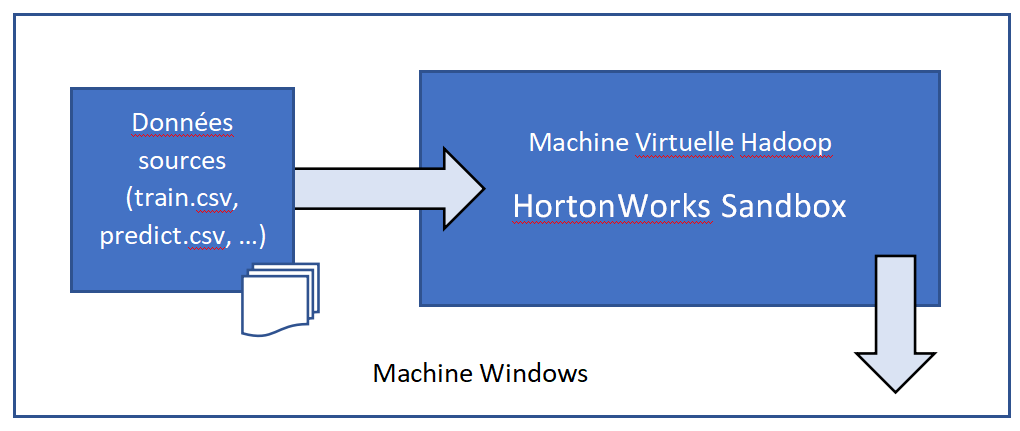 Données
sources
(train.csv,
predict.csv, ...)
Machine Virtuelle Hadoop
HortonWorks Sandbox
Machine Windows